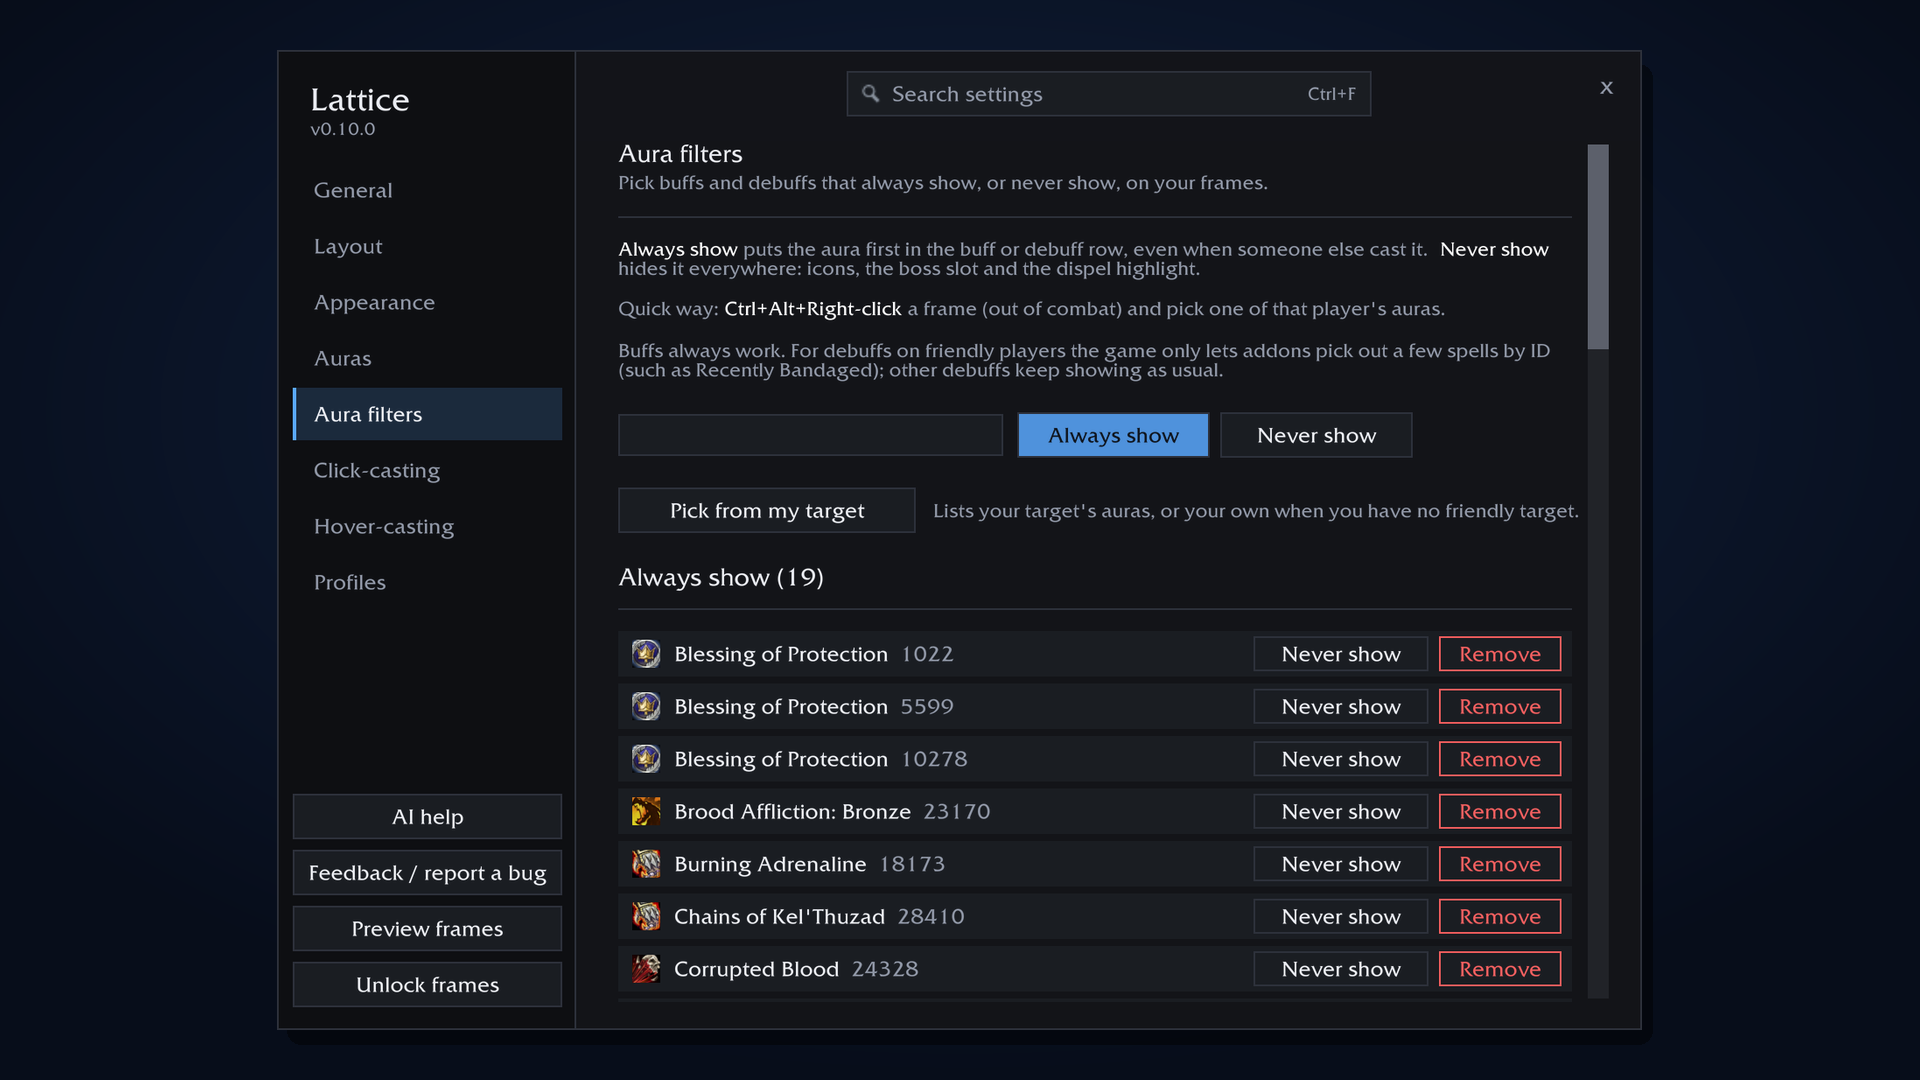 Lattice
v0.10.0
General
Layout
Appearance
Auras
Aura filters
Click-casting
Hover-casting
Profiles
AI help
Feedback / report a bug
Preview frames
Unlock frames
Search settings Ctrl+F
x
Aura filters
Pick buffs and debuffs that always show, or never show, on your frames.
Always show puts the aura first in the buff or debuff row, even when someone else cast it. Never show
hides it everywhere: icons, the boss slot and the dispel highlight.
Quick way: Ctrl+Alt+Right-click a frame (out of combat) and pick one of that player's auras.
Buffs always work. For debuffs on friendly players the game only lets addons pick out a few spells by ID
(such as Recently Bandaged); other debuffs keep showing as usual.
Always show Never show
Pick from my target Lists your target's auras, or your own when you have no friendly target.
Always show (19)
Blessing of Protection 1022 Never show Remove
Blessing of Protection 5599 Never show Remove
Blessing of Protection 10278 Never show Remove
Brood Affliction: Bronze 23170 Never show Remove
Burning Adrenaline 18173 Never show Remove
Chains of Kel'Thuzad 28410 Never show Remove
Corrupted Blood 24328 Never show Remove